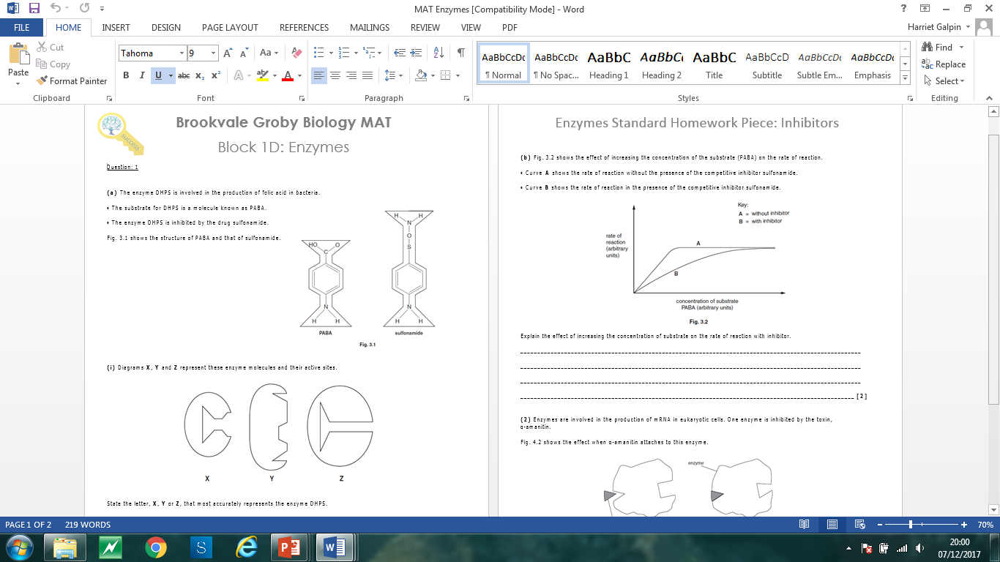 MAT Enzymes [Compatibility Mode] - Word
FILE
HOME
INSERT
DESIGN
PAGE LAYOUT
REFERENCES
MAILINGS
REVIEW
VIEW
PDF
Harriet Galpin
Paste
Cut
Copy
Format Painter
Clipboard
Tahoma
9
Font
Paragraph
AaBbCcDc
¶ Normal
AaBbCcDc
¶ No Spac...
AaBbC
Heading 1
AaBbCc
Heading 2
AaBbC
Title
AaBbCcD
Subtitle
AaBbCcDc
Subtle Em...
AaBbCcDc
Emphasis
Styles
Find
Replace
Select
Editing
success
Brookvale Groby Biology MAT
Block 1D: Enzymes
Question: 1
(a) The enzyme DHPS is involved in the production of folic acid in bacteria.
• The substrate for DHPS is a molecule known as PABA.
• The enzyme DHPS is inhibited by the drug sulfonamide.
Fig. 3.1 shows the structure of PABA and that of sulfonamide.
HO O
C
N
H H
PABA
H H
N
O
S
N
H H
sulfonamide
Fig. 3.1
(i) Diagrams X, Y and Z represent these enzyme molecules and their active sites.
X Y Z
State the letter, X, Y or Z, that most accurately represents the enzyme DHPS.
Enzymes Standard Homework Piece: Inhibitors
(b) Fig. 3.2 shows the effect of increasing the concentration of the substrate (PABA) on the rate of reaction.
• Curve A shows the rate of reaction without the presence of the competitive inhibitor sulfonamide.
• Curve B shows the rate of reaction in the presence of the competitive inhibitor sulfonamide.
Key:
A = without inhibitor
B = with inhibitor
rate of
reaction
(arbitrary
units)
A
B
concentration of substrate
PABA (arbitrary units)
Fig. 3.2
Explain the effect of increasing the concentration of substrate on the rate of reaction with inhibitor.
[2]
(2) Enzymes are involved in the production of mRNA in eukaryotic cells. One enzyme is inhibited by the toxin,
α-amanitin.
Fig. 4.2 shows the effect when α-amanitin attaches to this enzyme.
enzyme
PAGE 1 OF 2
219 WORDS
70%
20:00
07/12/2017